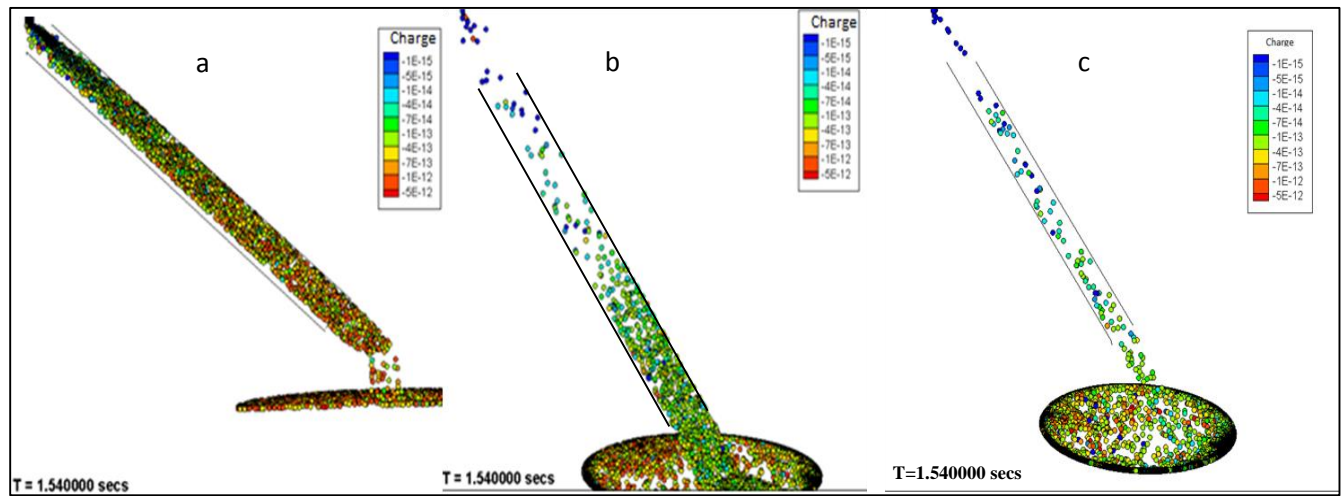 a
Charge
-1E-15
-5E-15
-1E-14
-4E-14
-7E-14
-1E-13
-4E-13
-7E-13
-1E-12
-5E-12
T = 1.540000 secs
b
Charge
-1E-15
-5E-15
-1E-14
-4E-14
-7E-14
-1E-13
-4E-13
-7E-13
-1E-12
-5E-12
T = 1.540000 secs
c
Charge
-1E-15
-5E-15
-1E-14
-4E-14
-7E-14
-1E-13
-4E-13
-7E-13
-1E-12
-5E-12
T=1.540000 secs